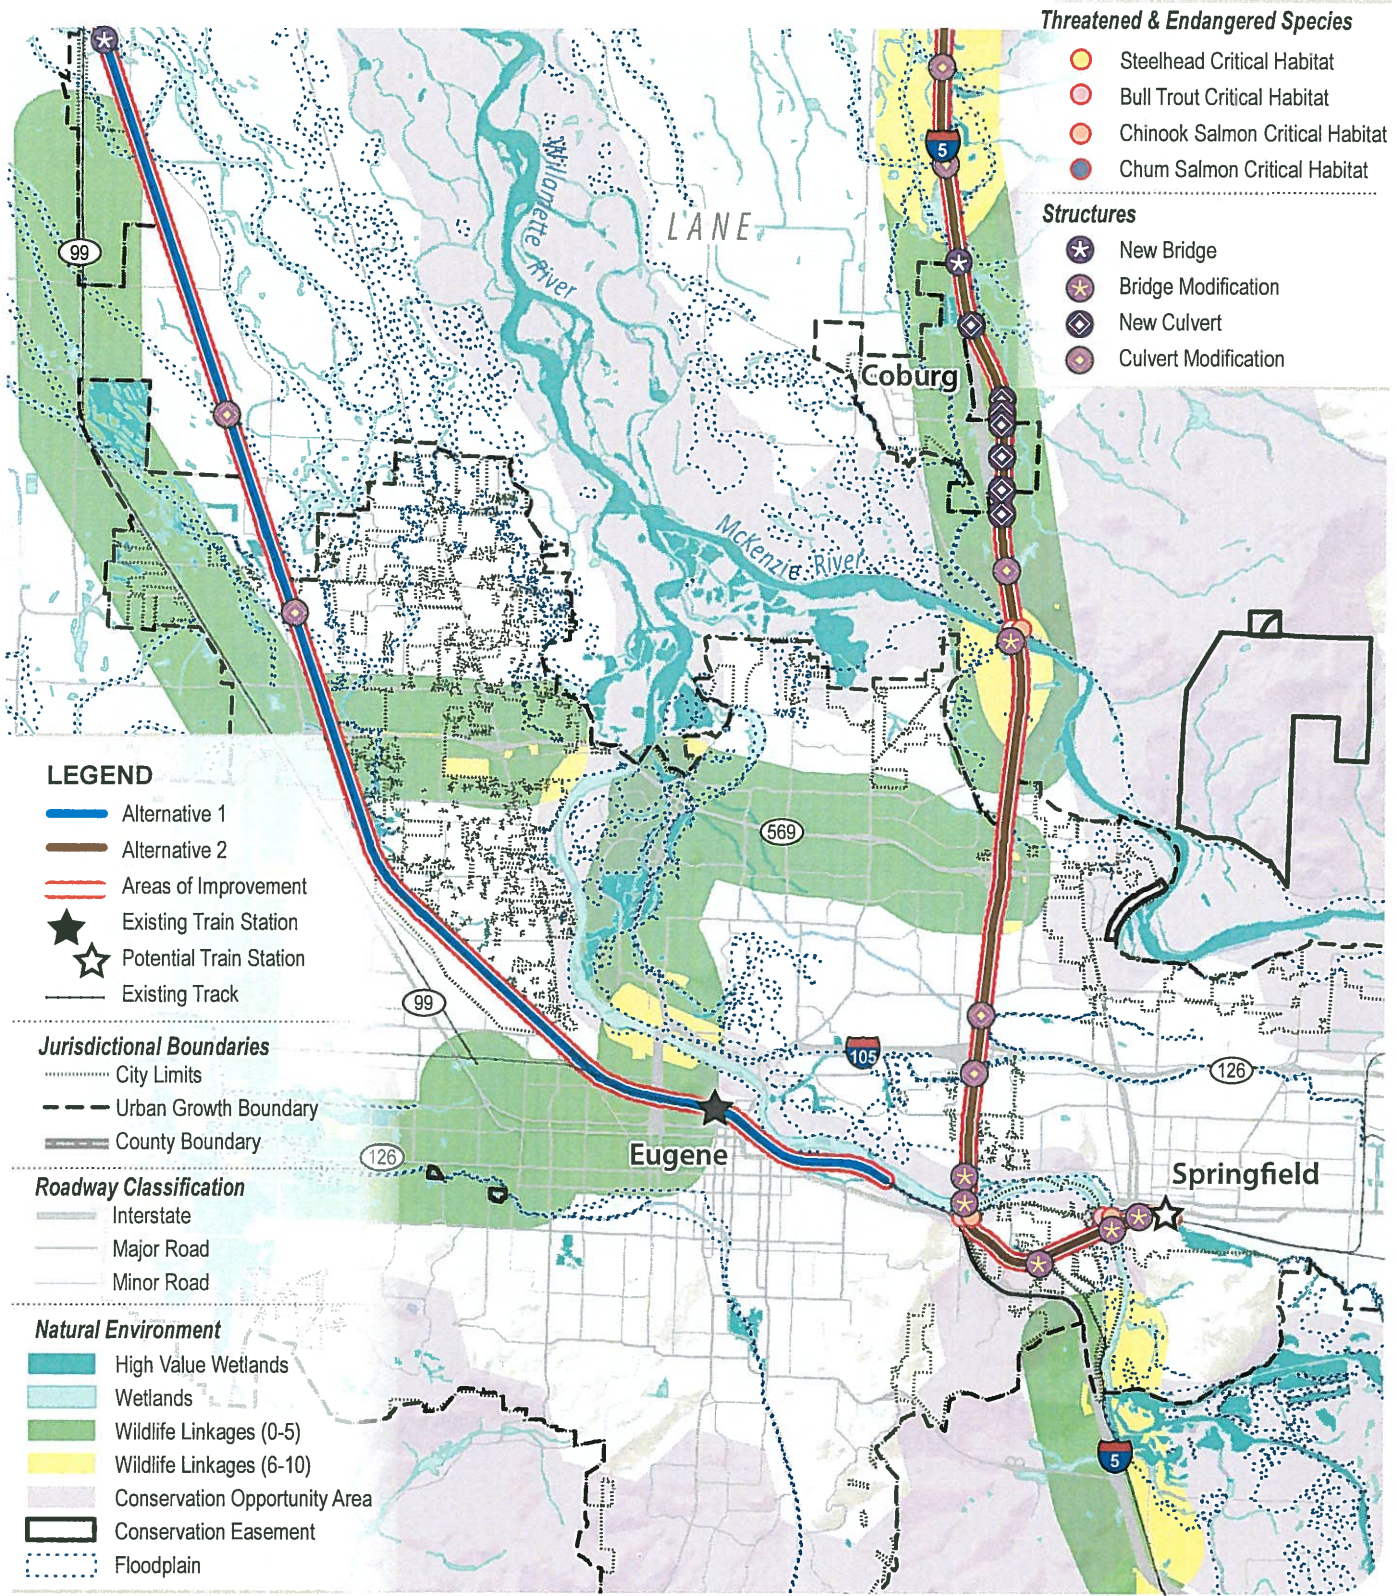 Threatened & Endangered Species
Steelhead Critical Habitat
Bull Trout Critical Habitat
Chinook Salmon Critical Habitat
Chum Salmon Critical Habitat
Structures
New Bridge
Bridge Modification
New Culvert
Culvert Modification
5
Willamette River
LANE
99
Coburg
McKenzie River
569
99
105
126
Eugene
126
Springfield
5
LEGEND
Alternative 1
Alternative 2
Areas of Improvement
Existing Train Station
Potential Train Station
Existing Track
Jurisdictional Boundaries
City Limits
Urban Growth Boundary
County Boundary
Roadway Classification
Interstate
Major Road
Minor Road
Natural Environment
High Value Wetlands
Wetlands
Wildlife Linkages (0-5)
Wildlife Linkages (6-10)
Conservation Opportunity Area
Conservation Easement
Floodplain